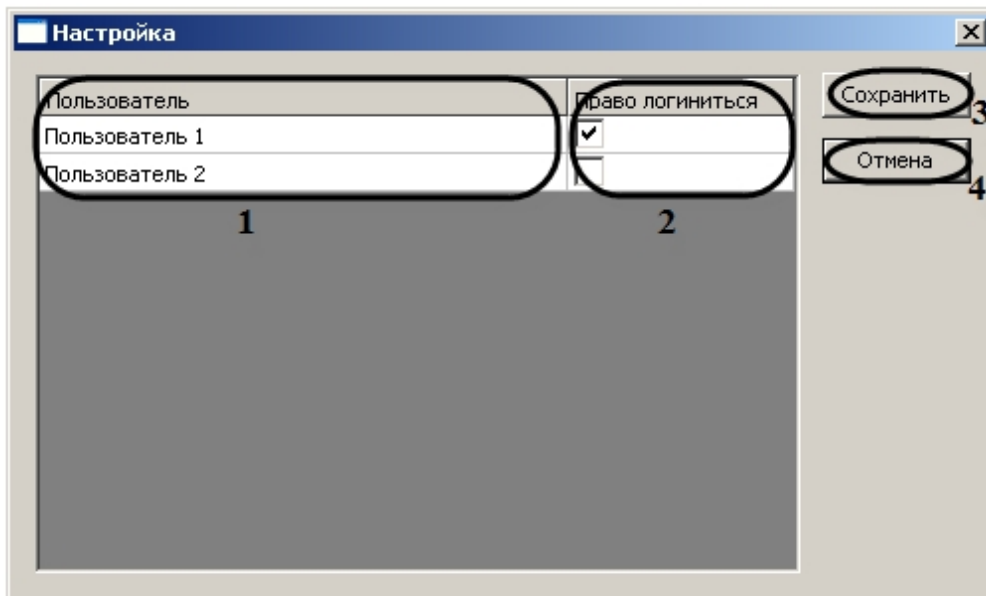 Настройка
Пользователь Право логиниться Сохранить
3
Пользователь 1
Отмена
Пользователь 2
4
1 2